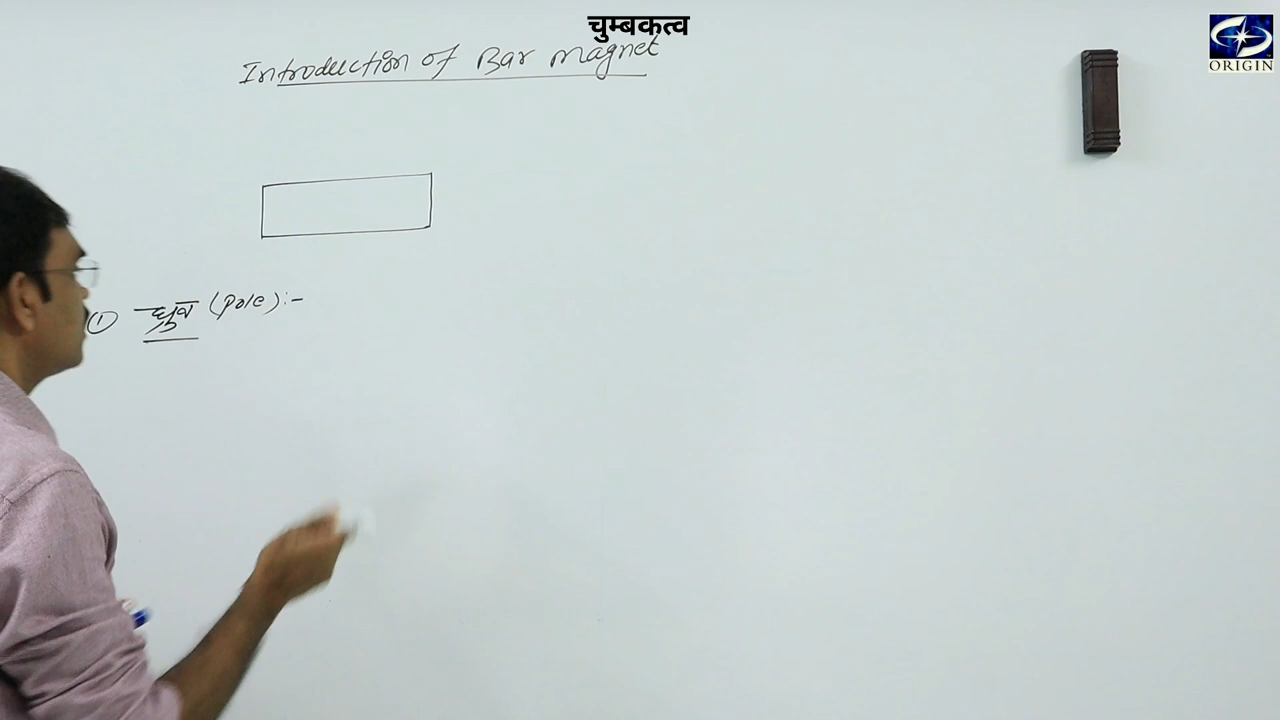 चुम्बकत्व
Introduction of Bar magnet
① ध्रुव (Pole):-
ORIGIN